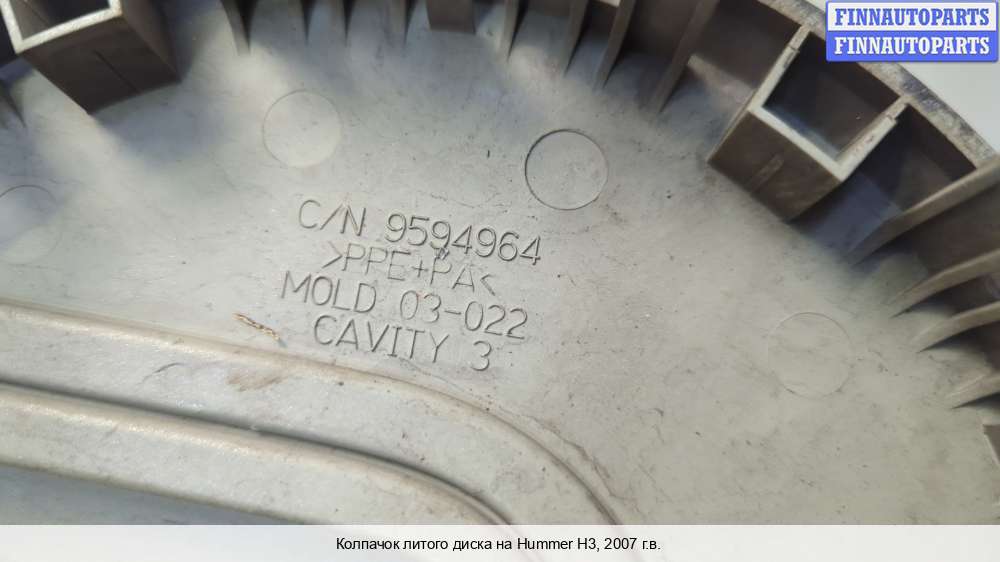 FINNAUTOPARTS
FINNAUTOPARTS
C/N 9594964
>PPE+PA<
MOLD 03-022
CAVITY 3
Колпачок литого диска на Hummer H3, 2007 г.в.